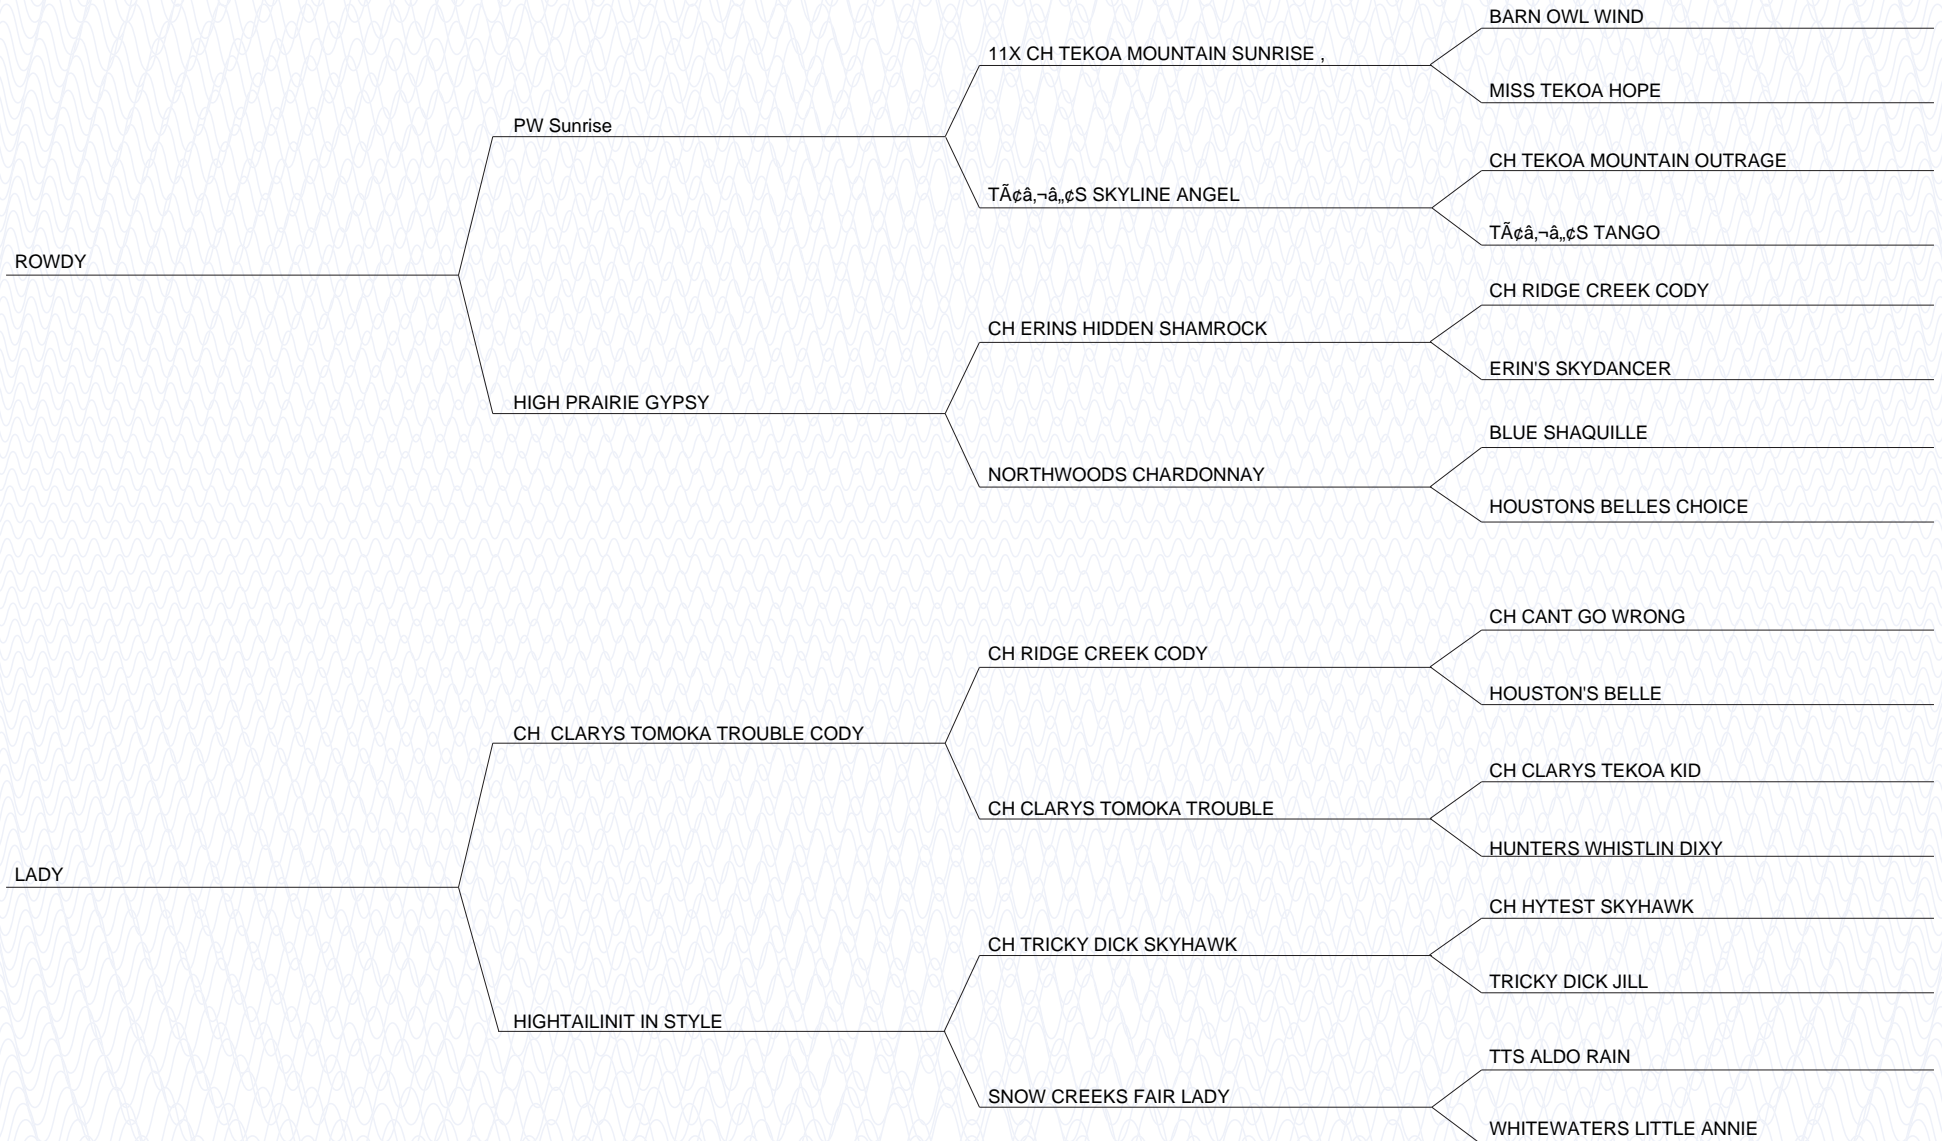 BARN OWL WIND
11X CH TEKOA MOUNTAIN SUNRISE ,
MISS TEKOA HOPE
PW Sunrise
CH TEKOA MOUNTAIN OUTRAGE
TÃ¢â‚¬â„¢S SKYLINE ANGEL
TÃ¢â‚¬â„¢S TANGO
ROWDY
CH RIDGE CREEK CODY
CH ERINS HIDDEN SHAMROCK
ERIN'S SKYDANCER
HIGH PRAIRIE GYPSY
BLUE SHAQUILLE
NORTHWOODS CHARDONNAY
HOUSTONS BELLES CHOICE
CH CANT GO WRONG
CH RIDGE CREEK CODY
HOUSTON'S BELLE
CH  CLARYS TOMOKA TROUBLE CODY
CH CLARYS TEKOA KID
CH CLARYS TOMOKA TROUBLE
HUNTERS WHISTLIN DIXY
LADY
CH HYTEST SKYHAWK
CH TRICKY DICK SKYHAWK
TRICKY DICK JILL
HIGHTAILINIT IN STYLE
TTS ALDO RAIN
SNOW CREEKS FAIR LADY
WHITEWATERS LITTLE ANNIE